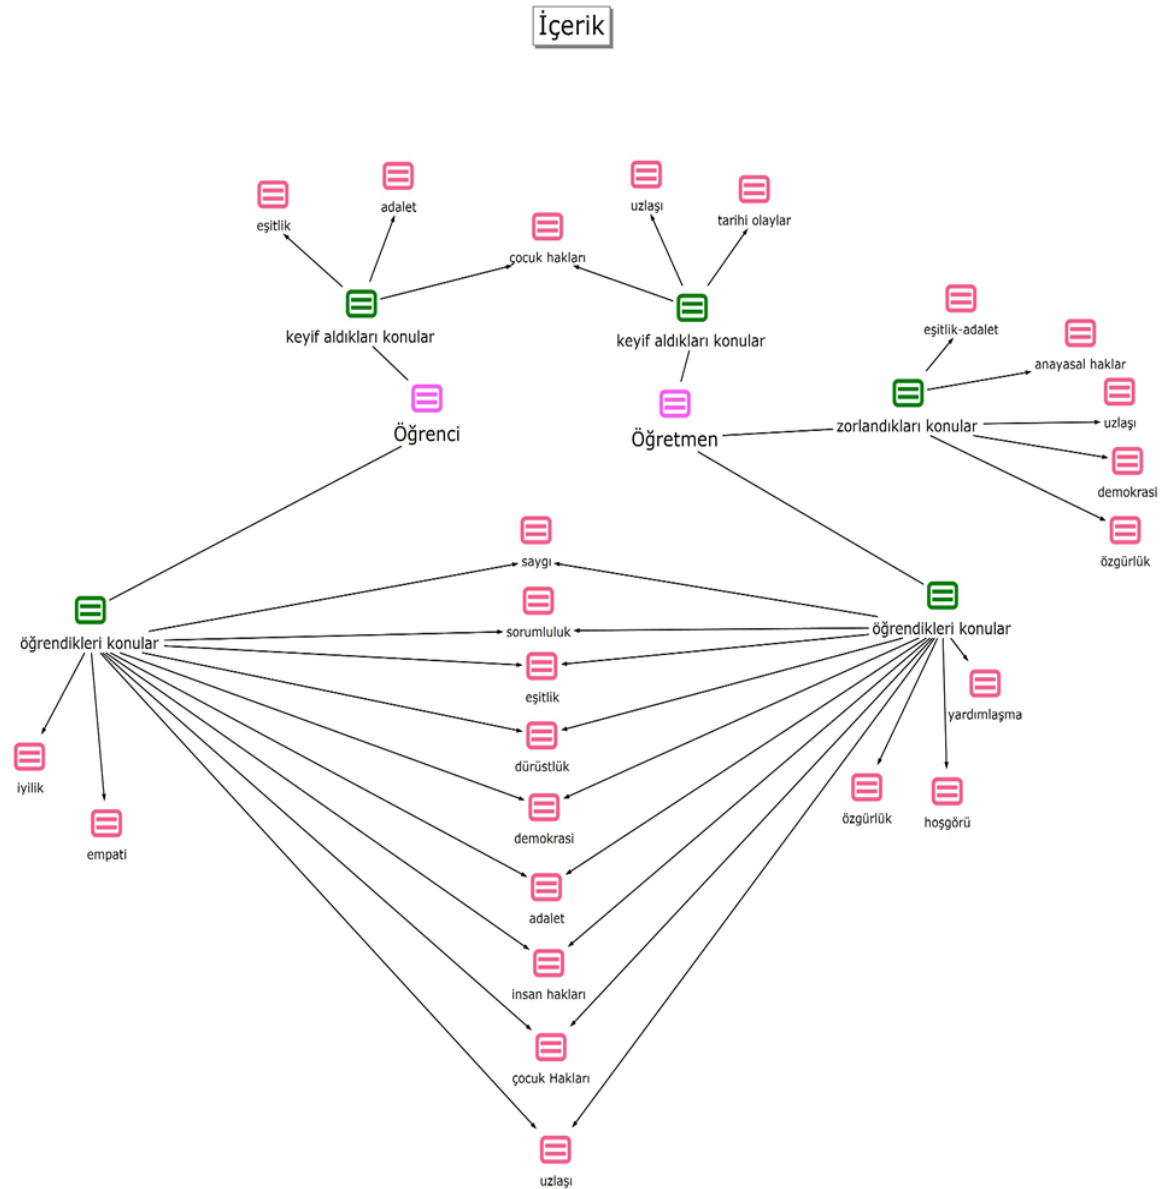 İçerik
eşitlik
adalet
çocuk hakları
uzlaşı
tarihi olaylar
keyif aldıkları konular
keyif aldıkları konular
eşitlik-adalet
anayasal haklar
uzlaşı
demokrasi
özgürlük
zorlandıkları konular
Öğrenci
Öğretmen
saygı
sorumluluk
öğrendikleri konular
öğrendikleri konular
eşitlik
dürüstlük
demokrasi
adalet
insan hakları
çocuk Hakları
uzlaşı
iyilik
empati
yardımlaşma
özgürlük
hoşgörü